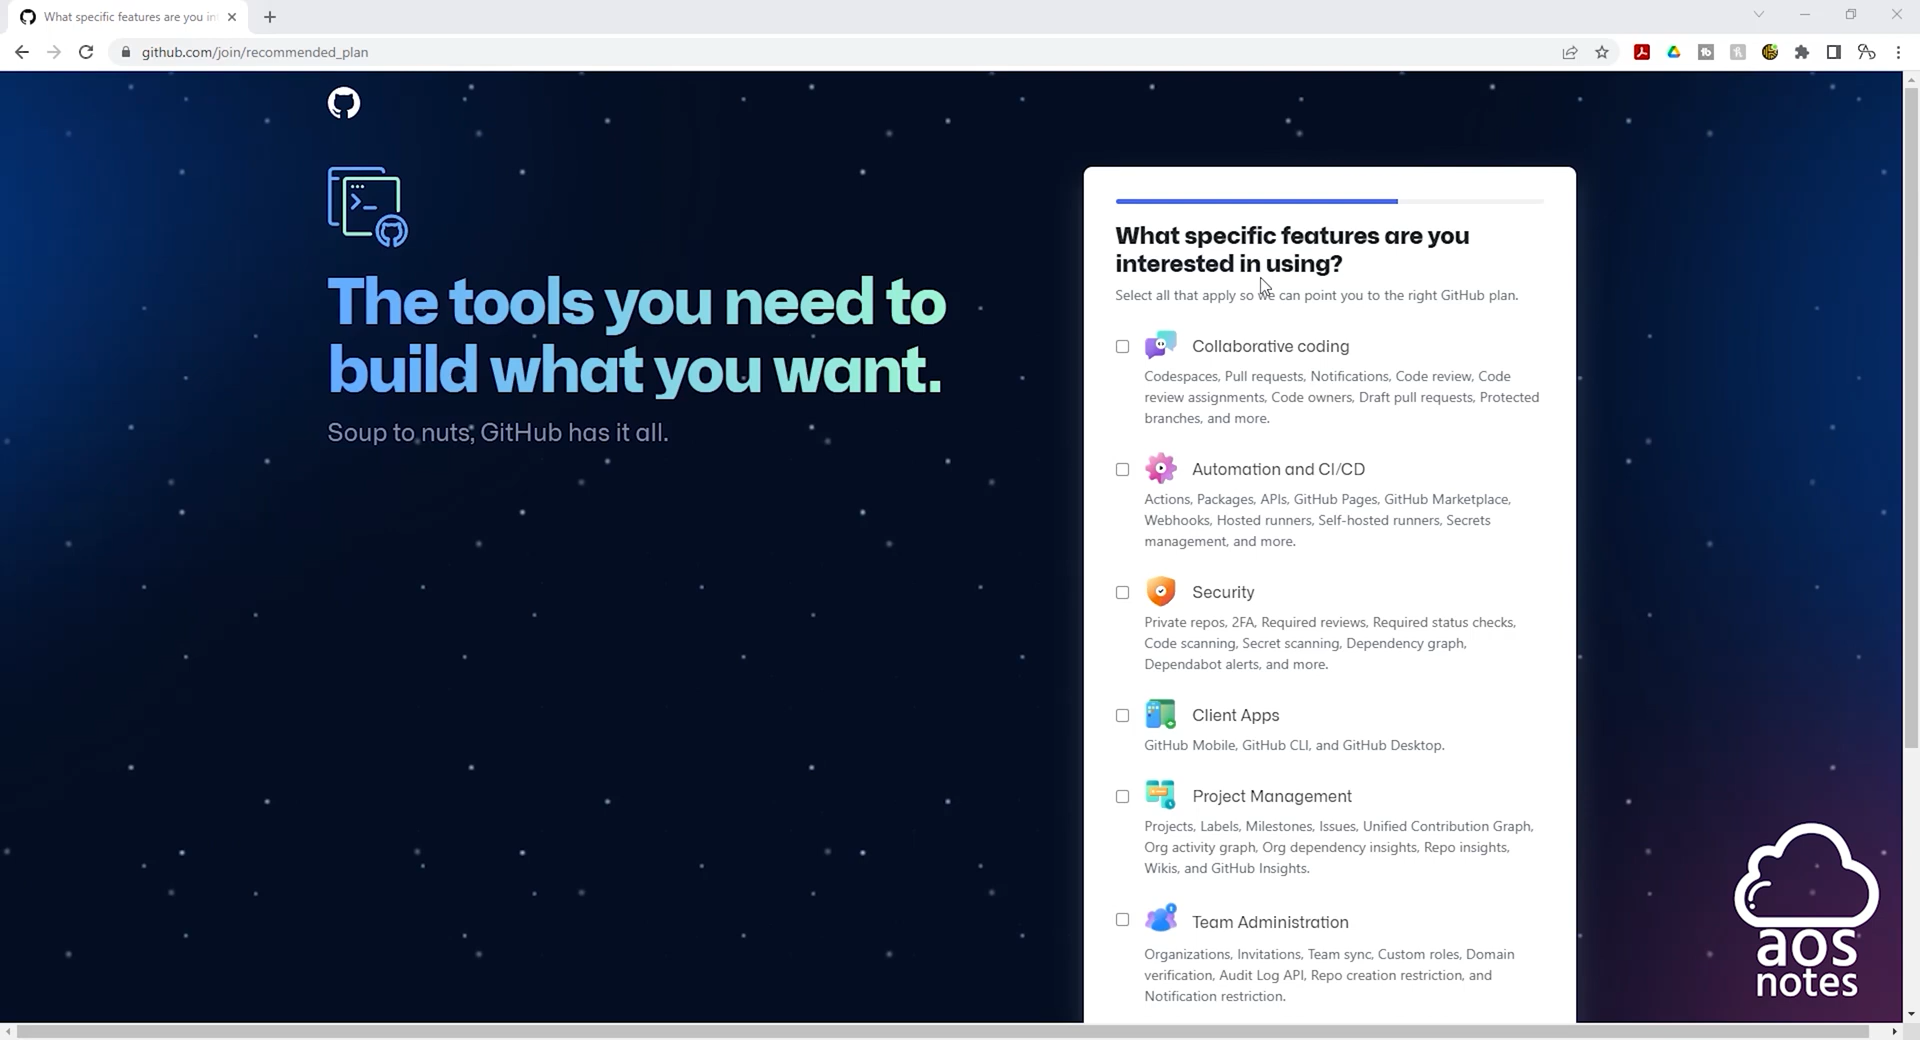 What specific features are you in
github.com/join/recommended_plan
The tools you need to
build what you want.
Soup to nuts, GitHub has it all.
What specific features are you
interested in using?
Select all that apply so we can point you to the right GitHub plan.
Collaborative coding
Codespaces, Pull requests, Notifications, Code review, Code
review assignments, Code owners, Draft pull requests, Protected
branches, and more.
Automation and CI/CD
Actions, Packages, APIs, GitHub Pages, GitHub Marketplace,
Webhooks, Hosted runners, Self-hosted runners, Secrets
management, and more.
Security
Private repos, 2FA, Required reviews, Required status checks,
Code scanning, Secret scanning, Dependency graph,
Dependabot alerts, and more.
Client Apps
GitHub Mobile, GitHub CLI, and GitHub Desktop.
Project Management
Projects, Labels, Milestones, Issues, Unified Contribution Graph,
Org activity graph, Org dependency insights, Repo insights,
Wikis, and GitHub Insights.
Team Administration
Organizations, Invitations, Team sync, Custom roles, Domain
verification, Audit Log API, Repo creation restriction, and
Notification restriction.
aos
notes